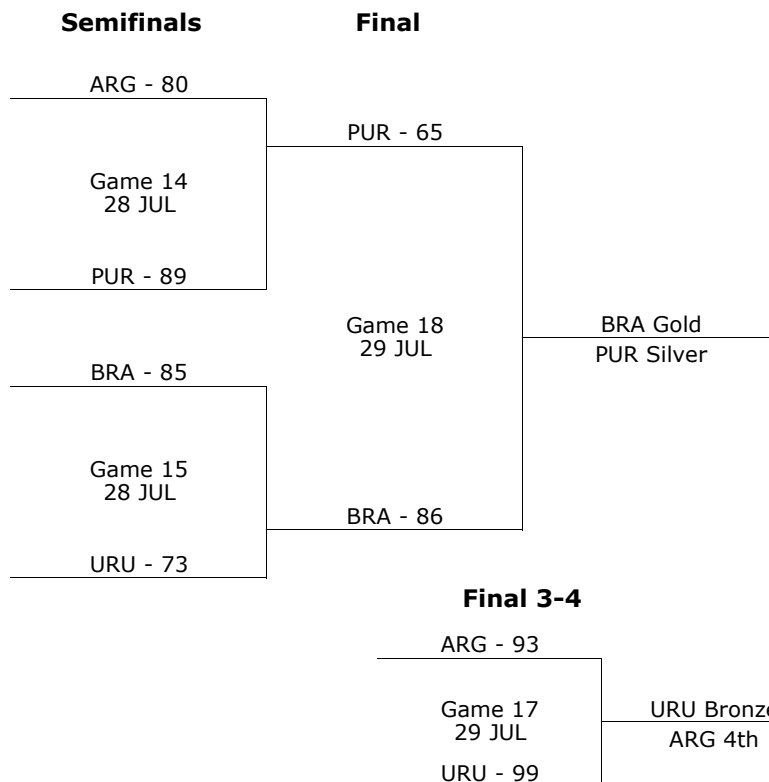 Semifinals
Final
ARG - 80
PUR - 65
Game 14
28 JUL
PUR - 89
Game 18
29 JUL
BRA Gold
PUR Silver
BRA - 85
Game 15
28 JUL
BRA - 86
URU - 73
Final 3-4
ARG - 93
Game 17
29 JUL
URU Bronze
ARG 4th
URU - 99